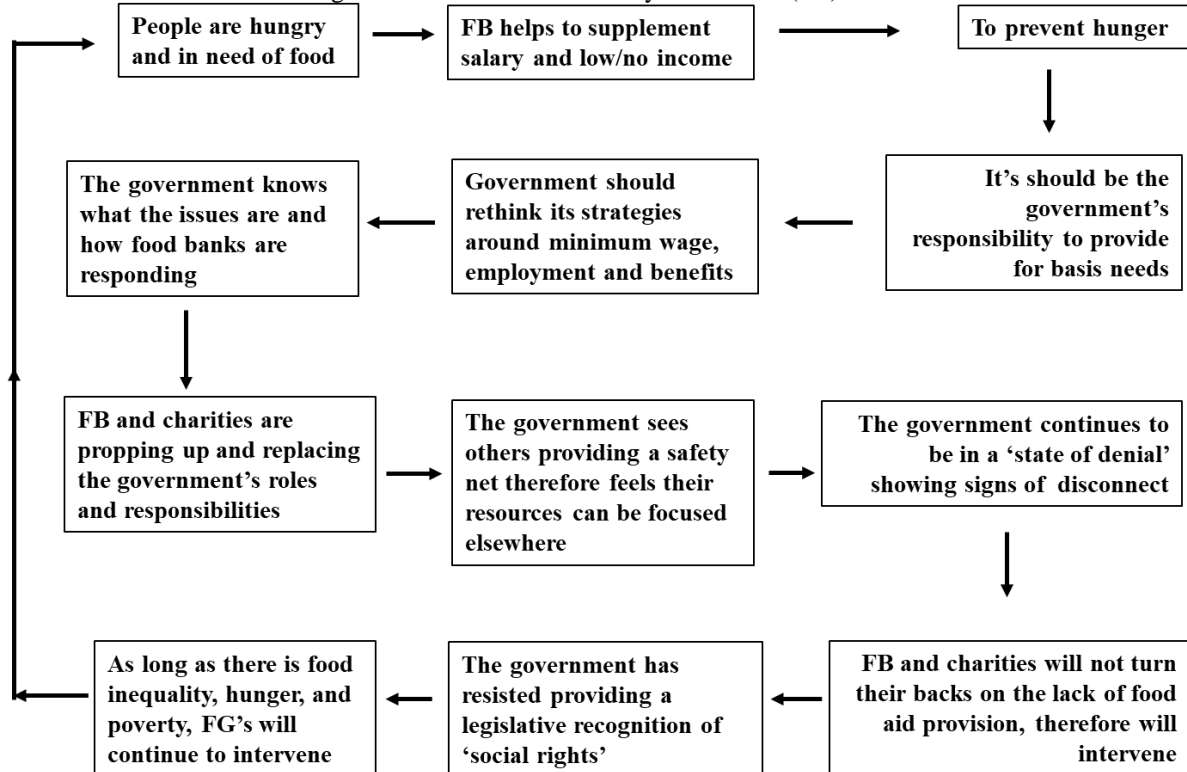 People are hungry
and in need of food
FB helps to supplement
salary and low/no income
To prevent hunger
It's should be the
government's
responsibility to provide
for basis needs
Government should
rethink its strategies
around minimum wage,
employment and benefits
The government knows
what the issues are and
how food banks are
responding
FB and charities are
propping up and replacing
the government's roles
and responsibilities
The government sees
others providing a safety
net therefore feels their
resources can be focused
elsewhere
The government continues to
be in a ‘state of denial’
showing signs of disconnect
FB and charities will not turn
their backs on the lack of food
aid provision, therefore will
intervene
The government has
resisted providing a
legislative recognition of
‘social rights’
As long as there is food
inequality, hunger, and
poverty, FG's will
continue to intervene